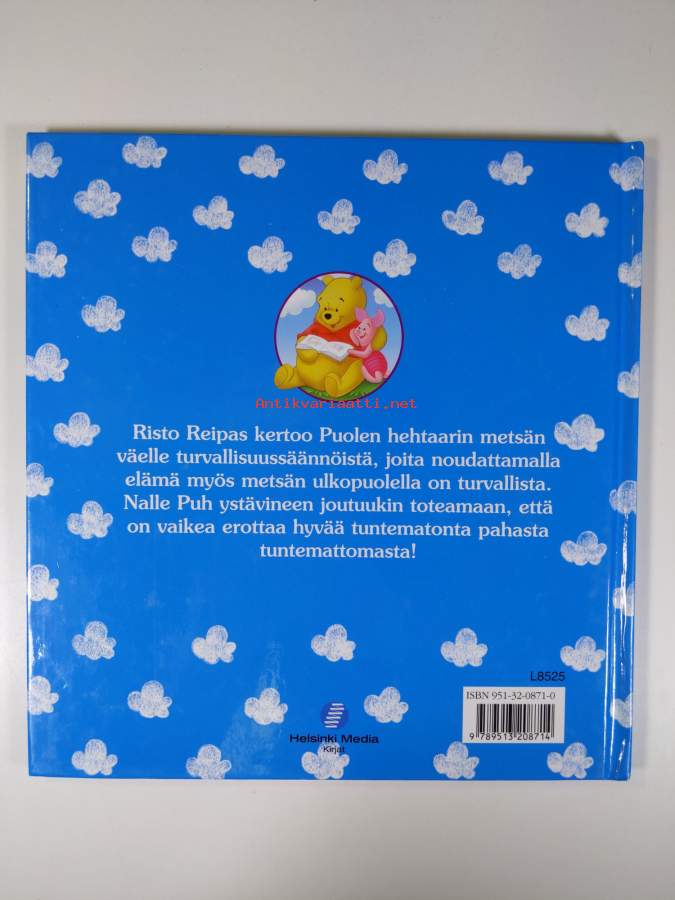 Antikvariaatti.net
Risto Reipas kertoo Puolen hehtaarin metsän
väelle turvallisuussäännöistä, joita noudattamalla
elämä myös metsän ulkopuolella on turvallista.
Nalle Puh ystävineen joutuukin toteamaan, että
on vaikea erottaa hyvää tuntematonta pahasta
tuntemattomasta!
L8525
ISBN 951-32-0871-0
9 789513 208714
Helsinki Media
Kirjat